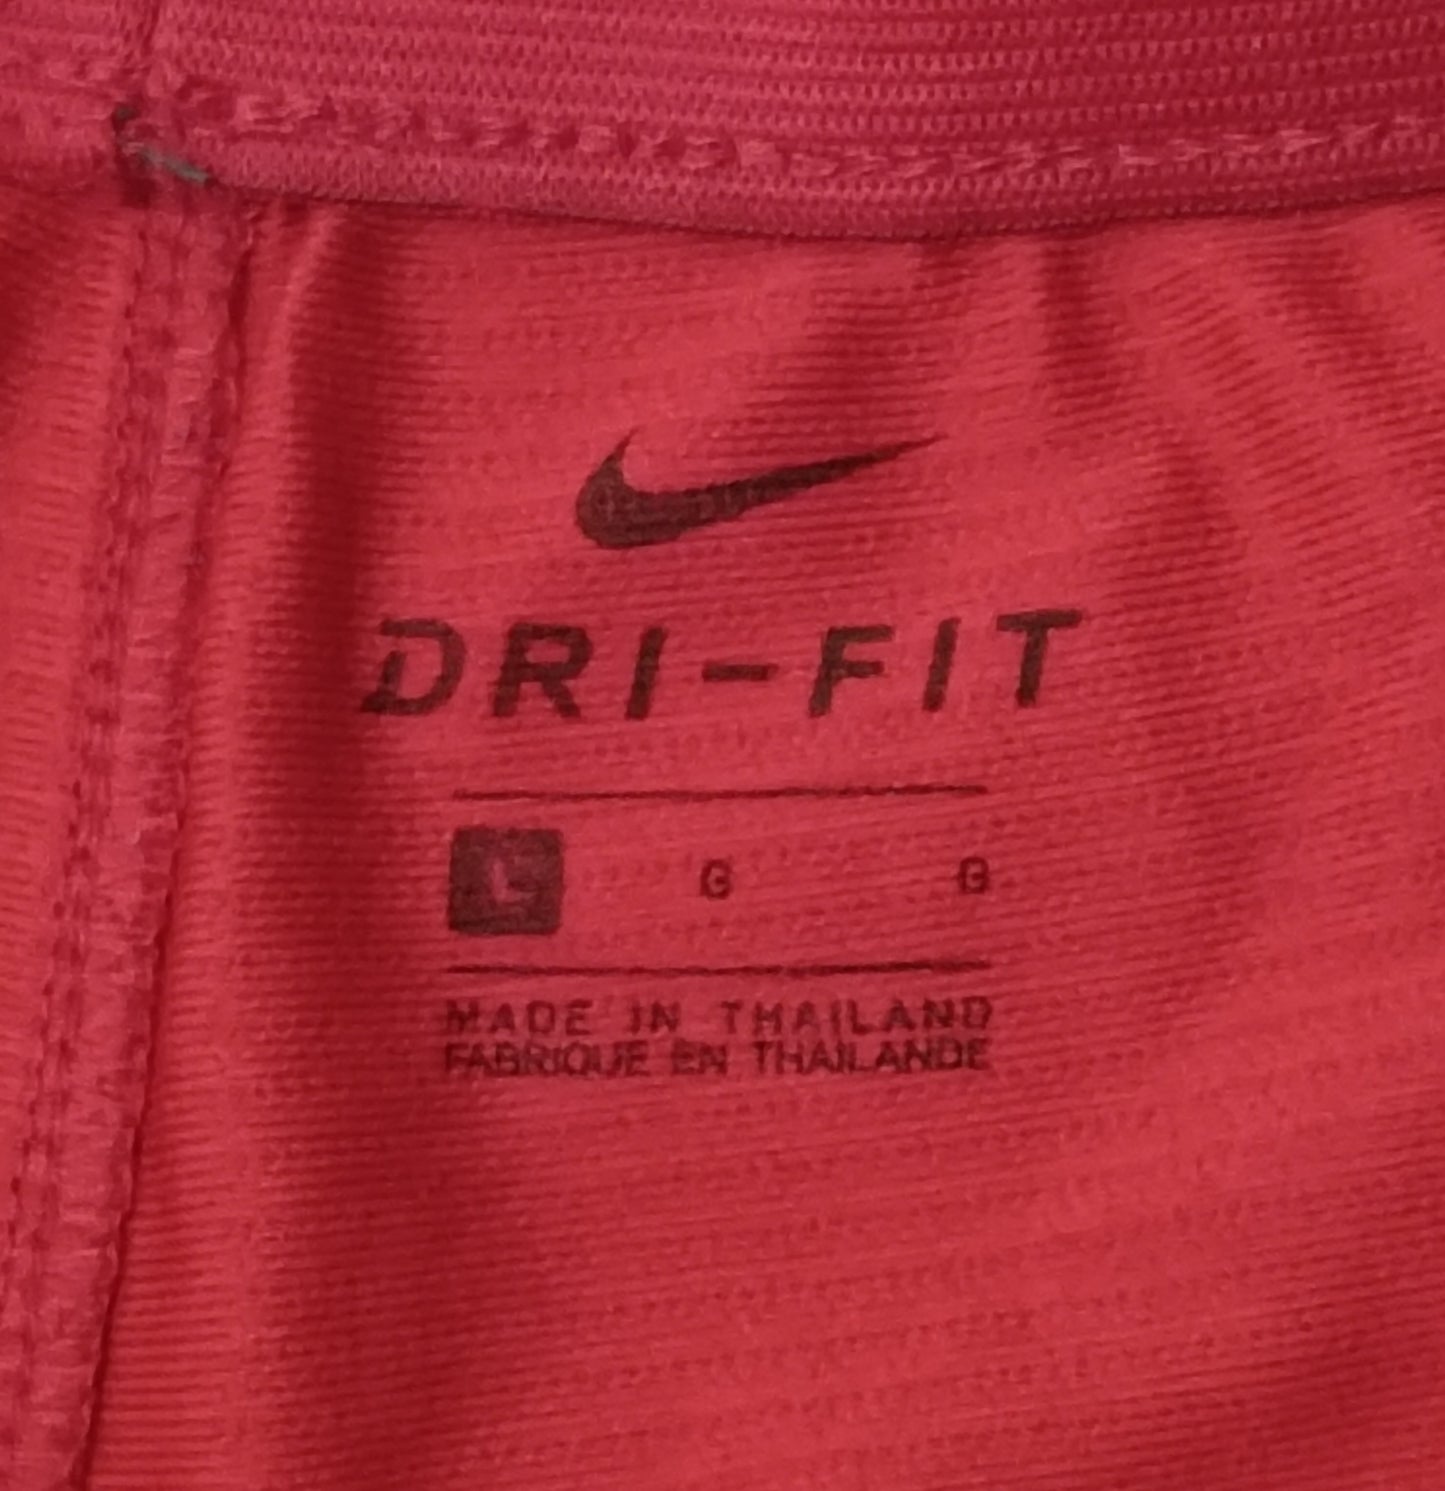 DRI-FIT
L G G
MADE IN THAILAND
FABRIQUE EN THAILANDE